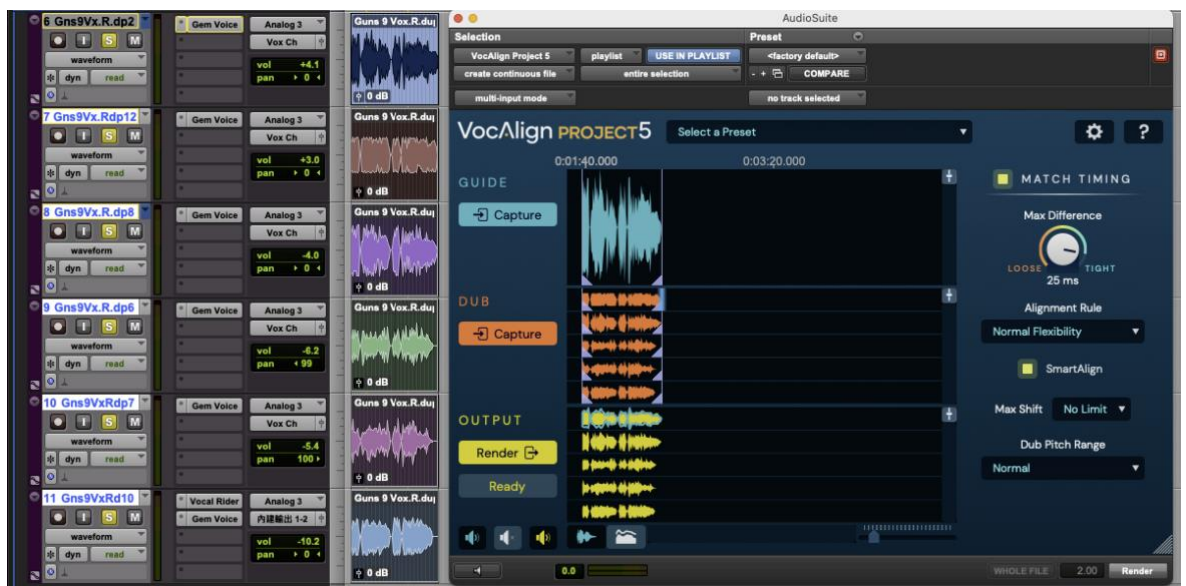 6 Gns9Vx.R.dp2
Gem Voice
Analog 3
Vox Ch
I S M
waveform
dyn read
vol +4.1
pan 0
Guns 9 Vox.R.du
0 dB
7 Gns9Vx.Rdp12
Gem Voice
Analog 3
Vox Ch
I S M
waveform
dyn read
vol +3.0
pan 0
Guns 9 Vox.R.du
0 dB
8 Gns9Vx.R.dp8
Gem Voice
Analog 3
Vox Ch
I S M
waveform
dyn read
vol -4.0
pan 0
Guns 9 Vox.R.du
0 dB
9 Gns9Vx.R.dp6
Gem Voice
Analog 3
Vox Ch
I S M
waveform
dyn read
vol -6.2
pan 99
Guns 9 Vox.R.du
0 dB
10 Gns9VxRdp7
Gem Voice
Analog 3
Vox Ch
I S M
waveform
dyn read
vol -5.4
pan 100
Guns 9 Vox.R.du
0 dB
11 Gns9VxRd10
Vocal Rider
Gem Voice
Analog 3
內建輸出 1-2
I S M
waveform
dyn read
vol -10.2
pan 0
Guns 9 Vox.R.du
0 dB
AudioSuite
Selection
Preset
VocAlign Project 5
playlist
USE IN PLAYLIST
<factory default>
create continuous file
entire selection
- +
COMPARE
multi-input mode
no track selected
VocAlign PROJECT5
Select a Preset
?
0:01:40.000
0:03:20.000
GUIDE
Capture
DUB
Capture
OUTPUT
Render
Ready
MATCH TIMING
Max Difference
LOOSE TIGHT
25 ms
Alignment Rule
Normal Flexibility
SmartAlign
Max Shift No Limit
Dub Pitch Range
Normal
0.0
WHOLE FILE 2.00 Render